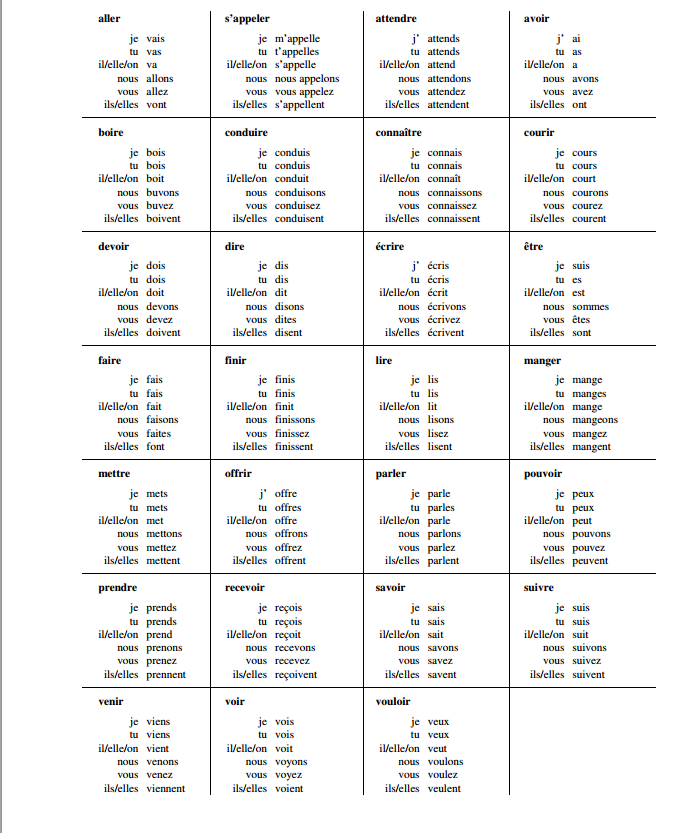 aller
je vais
tu vas
il/elle/on va
nous allons
vous allez
ils/elles vont
s'appeler
je m'appelle
tu t'appelles
il/elle/on s'appelle
nous nous appelons
vous vous appelez
ils/elles s'appellent
attendre
j' attends
tu attends
il/elle/on attend
nous attendons
vous attendez
ils/elles attendent
avoir
j' ai
tu as
il/elle/on a
nous avons
vous avez
ils/elles ont
boire
je bois
tu bois
il/elle/on boit
nous buvons
vous buvez
ils/elles boivent
conduire
je conduis
tu conduis
il/elle/on conduit
nous conduisons
vous conduisez
ils/elles conduisent
connaître
je connais
tu connais
il/elle/on connaît
nous connaissons
vous connaissez
ils/elles connaissent
courir
je cours
tu cours
il/elle/on court
nous courons
vous courez
ils/elles courent
devoir
je dois
tu dois
il/elle/on doit
nous devons
vous devez
ils/elles doivent
dire
je dis
tu dis
il/elle/on dit
nous disons
vous dites
ils/elles disent
écrire
j' écris
tu écris
il/elle/on écrit
nous écrivons
vous écrivez
ils/elles écrivent
être
je suis
tu es
il/elle/on est
nous sommes
vous êtes
ils/elles sont
faire
je fais
tu fais
il/elle/on fait
nous faisons
vous faites
ils/elles font
finir
je finis
tu finis
il/elle/on finit
nous finissons
vous finissez
ils/elles finissent
lire
je lis
tu lis
il/elle/on lit
nous lisons
vous lisez
ils/elles lisent
manger
je mange
tu manges
il/elle/on mange
nous mangeons
vous mangez
ils/elles mangent
mettre
je mets
tu mets
il/elle/on met
nous mettons
vous mettez
ils/elles mettent
offrir
j' offre
tu offres
il/elle/on offre
nous offrons
vous offrez
ils/elles offrent
parler
je parle
tu parles
il/elle/on parle
nous parlons
vous parlez
ils/elles parlent
pouvoir
je peux
tu peux
il/elle/on peut
nous pouvons
vous pouvez
ils/elles peuvent
prendre
je prends
tu prends
il/elle/on prend
nous prenons
vous prenez
ils/elles prennent
recevoir
je reçois
tu reçois
il/elle/on reçoit
nous recevons
vous recevez
ils/elles reçoivent
savoir
je sais
tu sais
il/elle/on sait
nous savons
vous savez
ils/elles savent
suivre
je suis
tu suis
il/elle/on suit
nous suivons
vous suivez
ils/elles suivent
venir
je viens
tu viens
il/elle/on vient
nous venons
vous venez
ils/elles viennent
voir
je vois
tu vois
il/elle/on voit
nous voyons
vous voyez
ils/elles voient
vouloir
je veux
tu veux
il/elle/on veut
nous voulons
vous voulez
ils/elles veulent